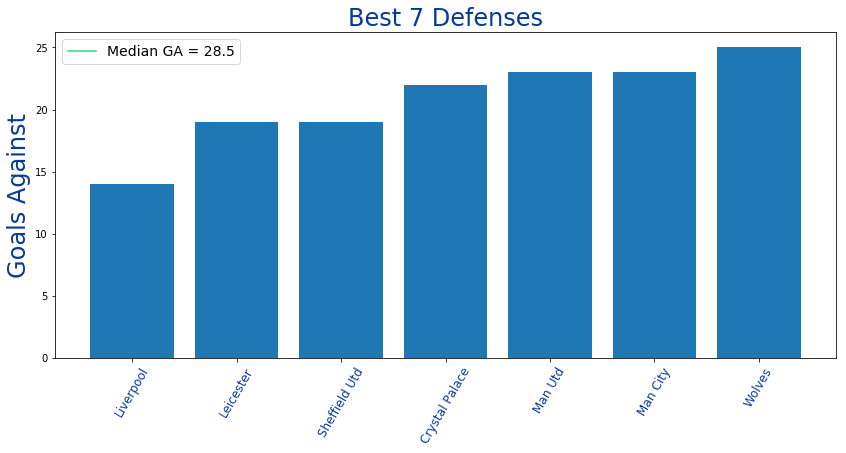 Best 7 Defenses
Median GA = 28.5
Goals Against
25
20
15
10
5
0
Liverpool
Leicester
Sheffield Utd
Crystal Palace
Man Utd
Man City
Wolves